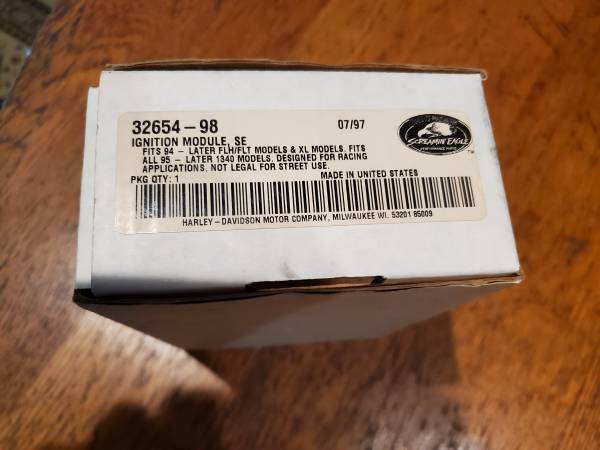 32654-98
07/97
IGNITION MODULE, SE
FITS 94 - LATER FLH/FLT MODELS & XL MODELS. FITS
ALL 95 - LATER 1340 MODELS. DESIGNED FOR RACING
APPLICATIONS, NOT LEGAL FOR STREET USE.
PKG QTY: 1
MADE IN UNITED STATES
HARLEY-DAVIDSON MOTOR COMPANY, MILWAUKEE WI. 53201 85009
SCREAMIN' EAGLE
PERFORMANCE PARTS